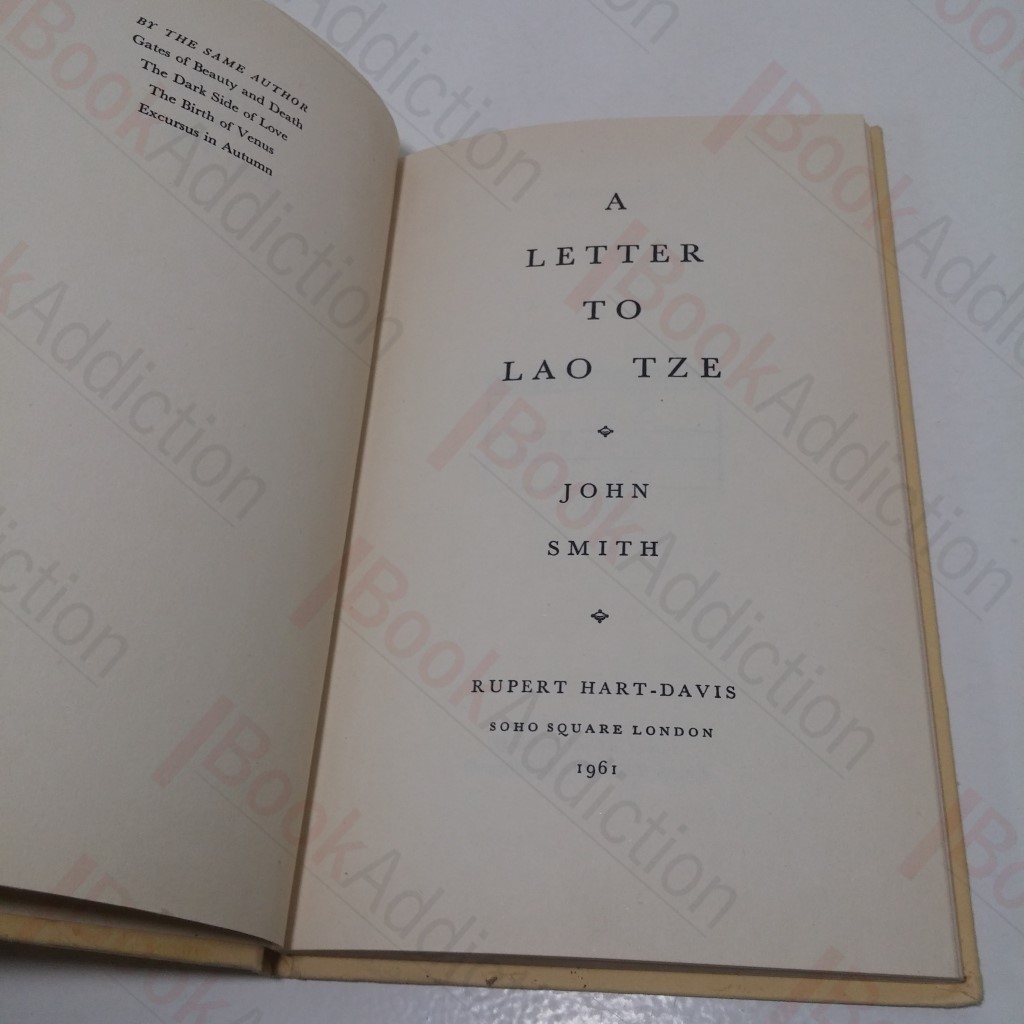 BY THE SAME AUTHOR
Gates of Beauty and Death
The Dark Side of Love
The Birth of Venus
Excursus in Autumn
A
LETTER
TO
LAO TZE
JOHN
SMITH
RUPERT HART-DAVIS
SOHO SQUARE LONDON
1961
BookAddiction